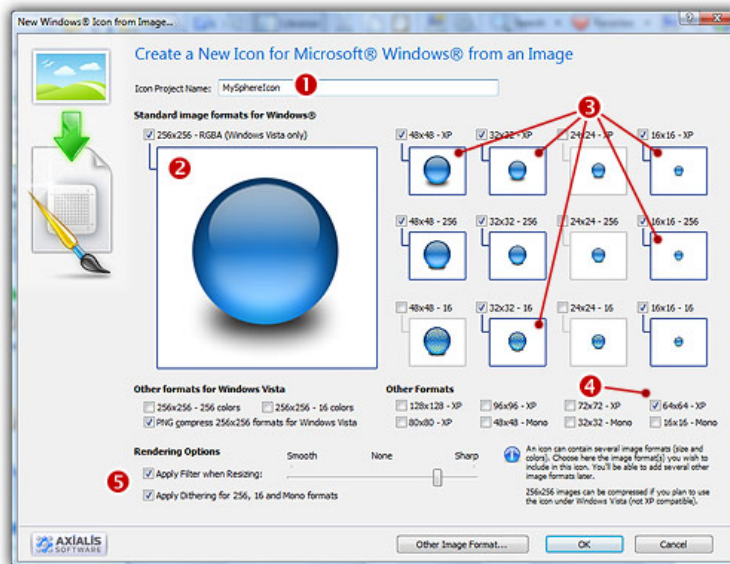 New Windows® Icon from Image...
Create a New Icon for Microsoft® Windows® from an Image
Icon Project Name: MySphereIcon 1
Standard image formats for Windows®
256x256 - RGBA (Windows Vista only)
2
3
48x48 - XP 32x32 - XP 24x24 - XP 16x16 - XP
48x48 - 256 32x32 - 256 24x24 - 256 16x16 - 256
48x48 - 16 32x32 - 16 24x24 - 16 16x16 - 16
Other formats for Windows Vista
256x256 - 256 colors 256x256 - 16 colors
PNG compress 256x256 formats for Windows Vista
Other Formats 4
128x128 - XP 96x96 - XP 72x72 - XP 64x64 - XP
80x80 - XP 48x48 - Mono 32x32 - Mono 16x16 - Mono
Rendering Options
Smooth None Sharp
5
Apply Filter when Resizing:
Apply Dithering for 256, 16 and Mono formats
An icon can contain several image formats (size and
colors). Choose here the image format(s) you wish to
include in this icon. You'll be able to add several other
image formats later.
256x256 images can be compressed if you plan to use
the icon under Windows Vista (not XP compatible).
AXIALIS
SOFTWARE
Other Image Format... OK Cancel